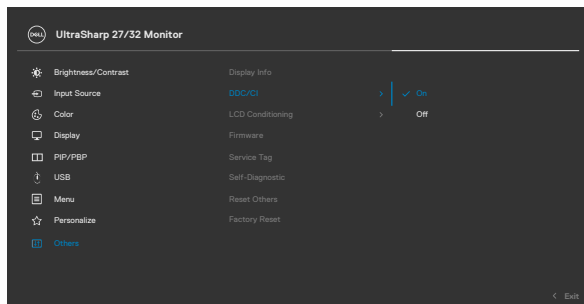 DELL UltraSharp 27/32 Monitor
Brightness/Contrast
Display Info
Input Source
DDC/CI
On
Color
LCD Conditioning
Off
Display
Firmware
PIP/PBP
Service Tag
USB
Self-Diagnostic
Menu
Reset Others
Personalize
Factory Reset
Others
Exit